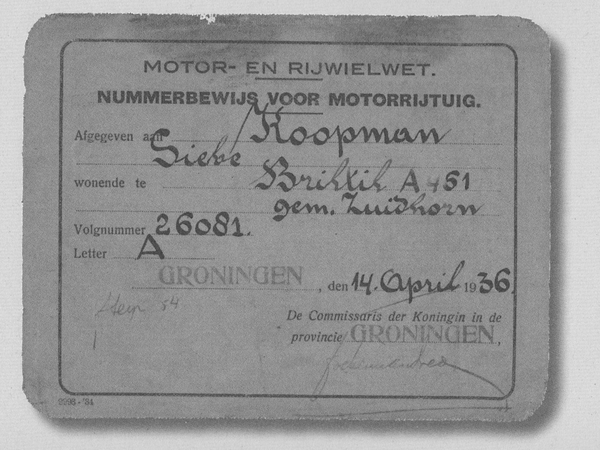 MOTOR- EN RIJWIELWET.
NUMMERBEWIJS VOOR MOTORRIJTUIG.
Afgegeven aan Koopman
Siebe
wonende te Briltil A 451
gem. Zuidhorn
Volgnummer 26081.
Letter A
GRONINGEN, den 14. April 1936.
De Commissaris der Koningin in de
provincie GRONINGEN,